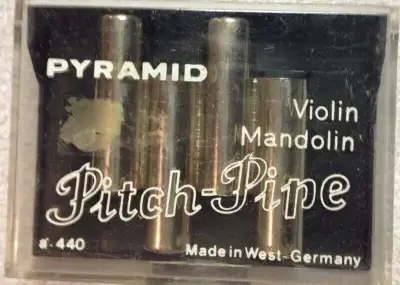 PYRAMID
Violin
Mandolin
Pitch-Pipe
a' 440
Made in West-Germany